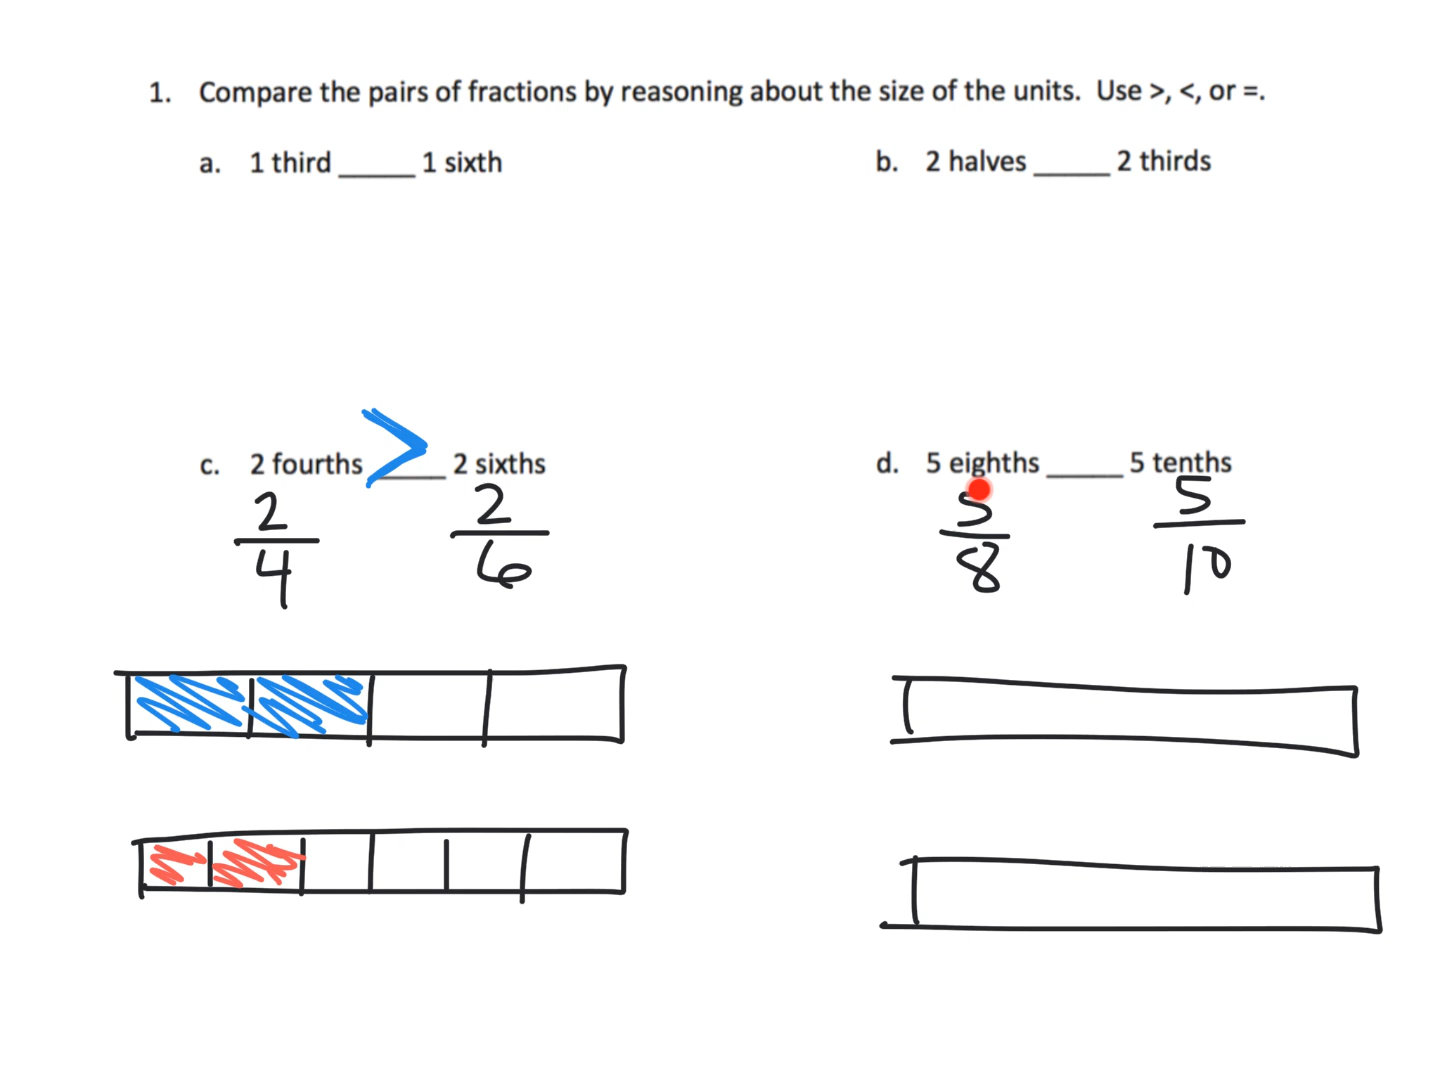 1. Compare the pairs of fractions by reasoning about the size of the units. Use >, <, or =.
a. 1 third _____ 1 sixth
b. 2 halves _____ 2 thirds
c. 2 fourths > _____ 2 sixths
2
4
2
6
d. 5 eighths _____ 5 tenths
5
8
5
10